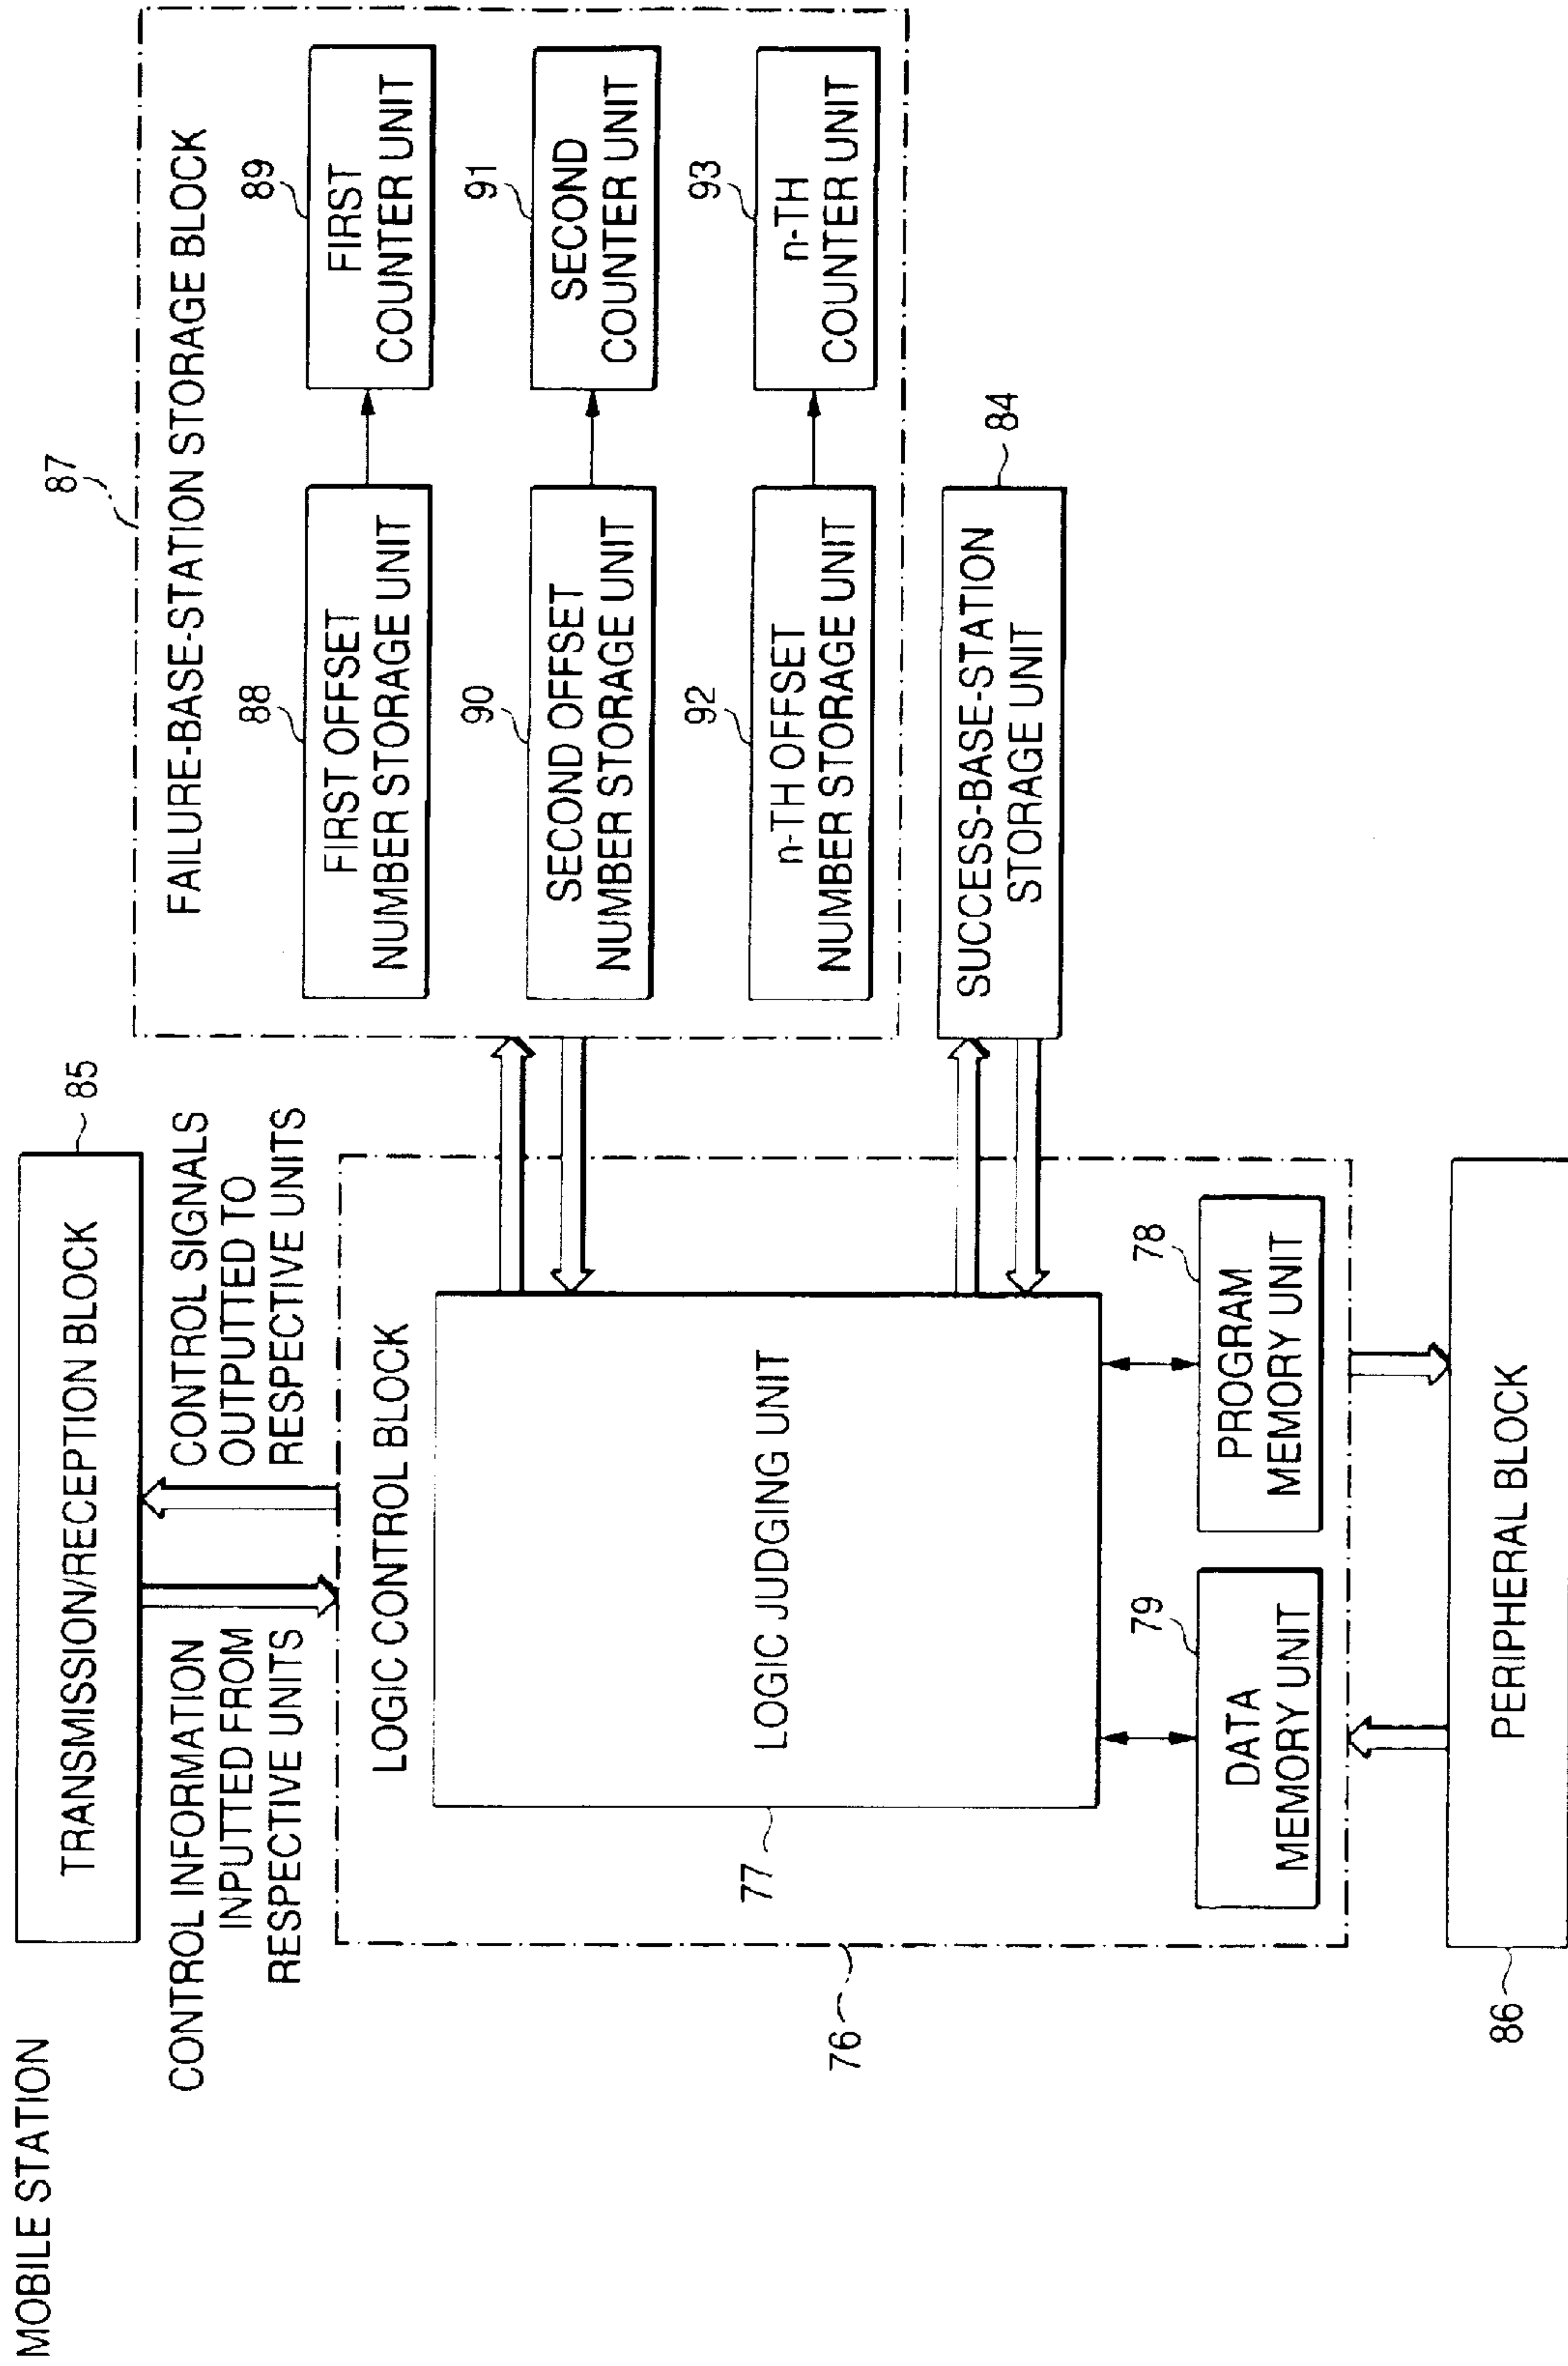 MOBILE STATION
TRANSMISSION/RECEPTION BLOCK
85
CONTROL INFORMATION
INPUTTED FROM
RESPECTIVE UNITS
CONTROL SIGNALS
OUTPUTTED TO
RESPECTIVE UNITS
LOGIC CONTROL BLOCK
LOGIC JUDGING UNIT
77
76
79
DATA
MEMORY UNIT
78
PROGRAM
MEMORY UNIT
PERIPHERAL BLOCK
86
87
FAILURE-BASE-STATION STORAGE BLOCK
88
FIRST OFFSET
NUMBER STORAGE UNIT
89
FIRST
COUNTER UNIT
90
SECOND OFFSET
NUMBER STORAGE UNIT
91
SECOND
COUNTER UNIT
92
n-TH OFFSET
NUMBER STORAGE UNIT
93
n-TH
COUNTER UNIT
84
SUCCESS-BASE-STATION
STORAGE UNIT